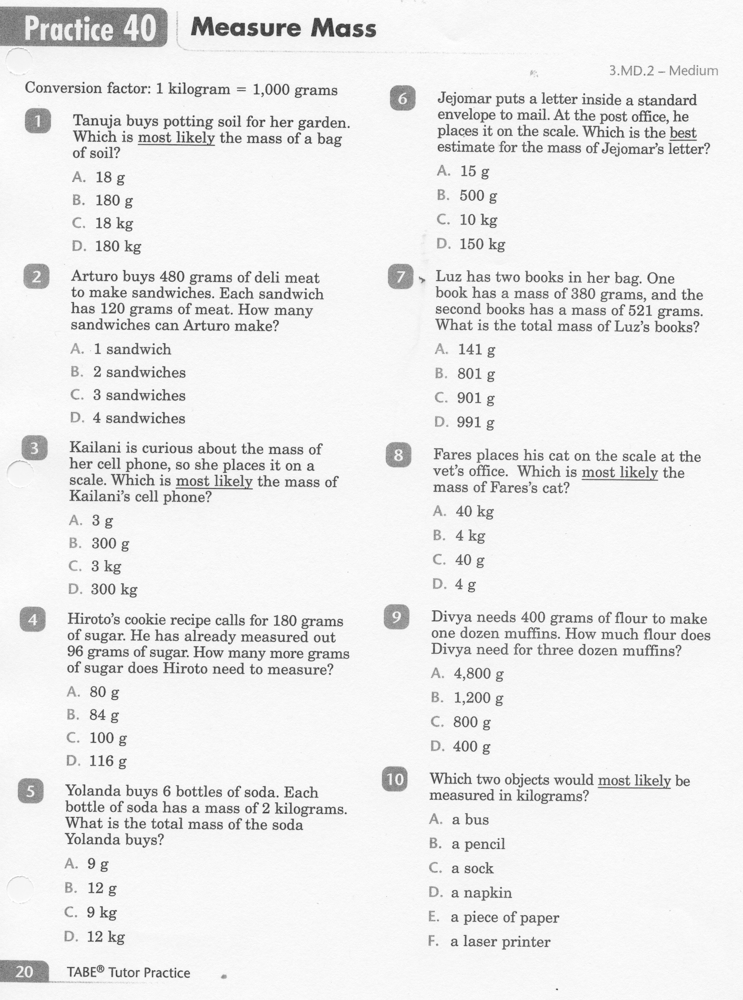 Practice 40
Measure Mass
3.MD.2 – Medium
Conversion factor: 1 kilogram = 1,000 grams
1
Tanuja buys potting soil for her garden.
Which is most likely the mass of a bag
of soil?
A. 18 g
B. 180 g
C. 18 kg
D. 180 kg
2
Arturo buys 480 grams of deli meat
to make sandwiches. Each sandwich
has 120 grams of meat. How many
sandwiches can Arturo make?
A. 1 sandwich
B. 2 sandwiches
C. 3 sandwiches
D. 4 sandwiches
3
Kailani is curious about the mass of
her cell phone, so she places it on a
scale. Which is most likely the mass of
Kailani's cell phone?
A. 3 g
B. 300 g
C. 3 kg
D. 300 kg
4
Hiroto's cookie recipe calls for 180 grams
of sugar. He has already measured out
96 grams of sugar. How many more grams
of sugar does Hiroto need to measure?
A. 80 g
B. 84 g
C. 100 g
D. 116 g
5
Yolanda buys 6 bottles of soda. Each
bottle of soda has a mass of 2 kilograms.
What is the total mass of the soda
Yolanda buys?
A. 9 g
B. 12 g
C. 9 kg
D. 12 kg
6
Jejomar puts a letter inside a standard
envelope to mail. At the post office, he
places it on the scale. Which is the best
estimate for the mass of Jejomar's letter?
A. 15 g
B. 500 g
C. 10 kg
D. 150 kg
7
Luz has two books in her bag. One
book has a mass of 380 grams, and the
second books has a mass of 521 grams.
What is the total mass of Luz's books?
A. 141 g
B. 801 g
C. 901 g
D. 991 g
8
Fares places his cat on the scale at the
vet's office. Which is most likely the
mass of Fares's cat?
A. 40 kg
B. 4 kg
C. 40 g
D. 4 g
9
Divya needs 400 grams of flour to make
one dozen muffins. How much flour does
Divya need for three dozen muffins?
A. 4,800 g
B. 1,200 g
C. 800 g
D. 400 g
10
Which two objects would most likely be
measured in kilograms?
A. a bus
B. a pencil
C. a sock
D. a napkin
E. a piece of paper
F. a laser printer
20
TABE® Tutor Practice